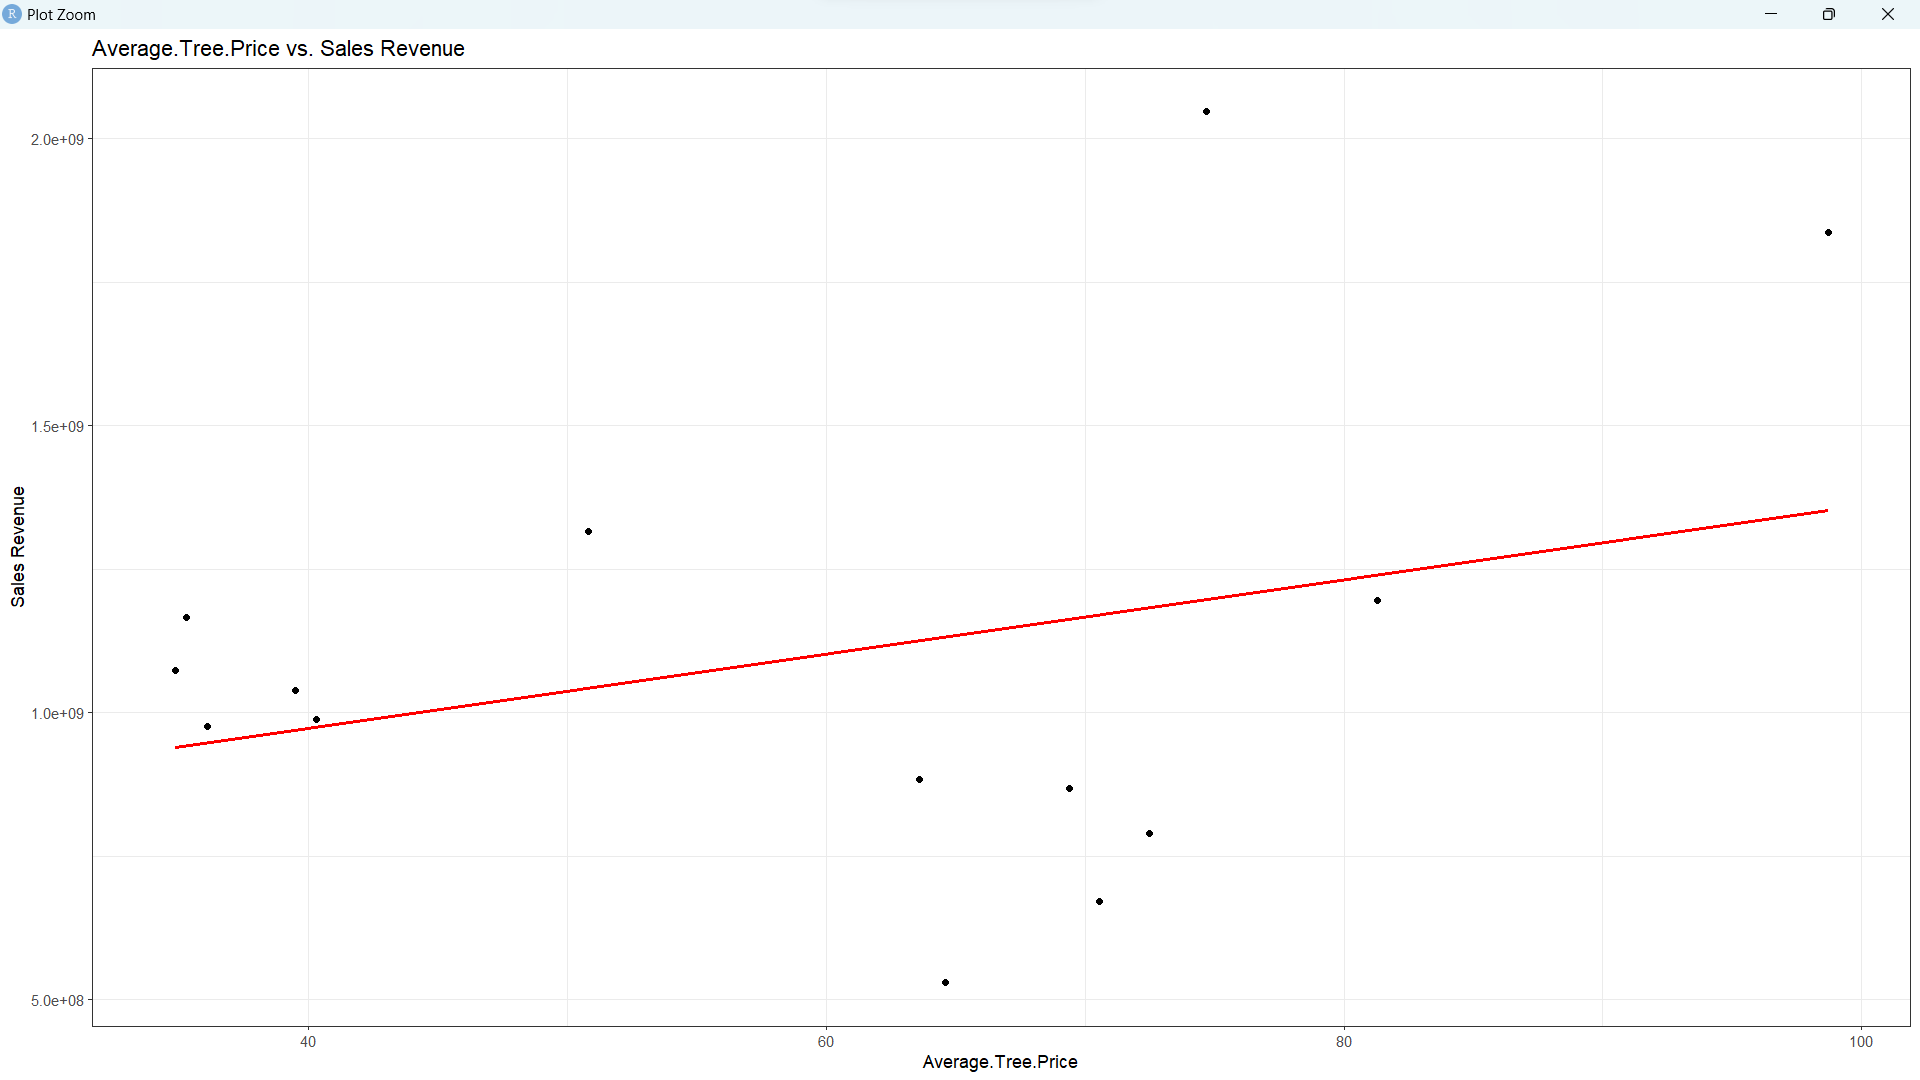 R Plot Zoom
Average.Tree.Price vs. Sales Revenue
2.0e+09
1.5e+09
1.0e+09
5.0e+08
Sales Revenue
40 60 80 100
Average.Tree.Price